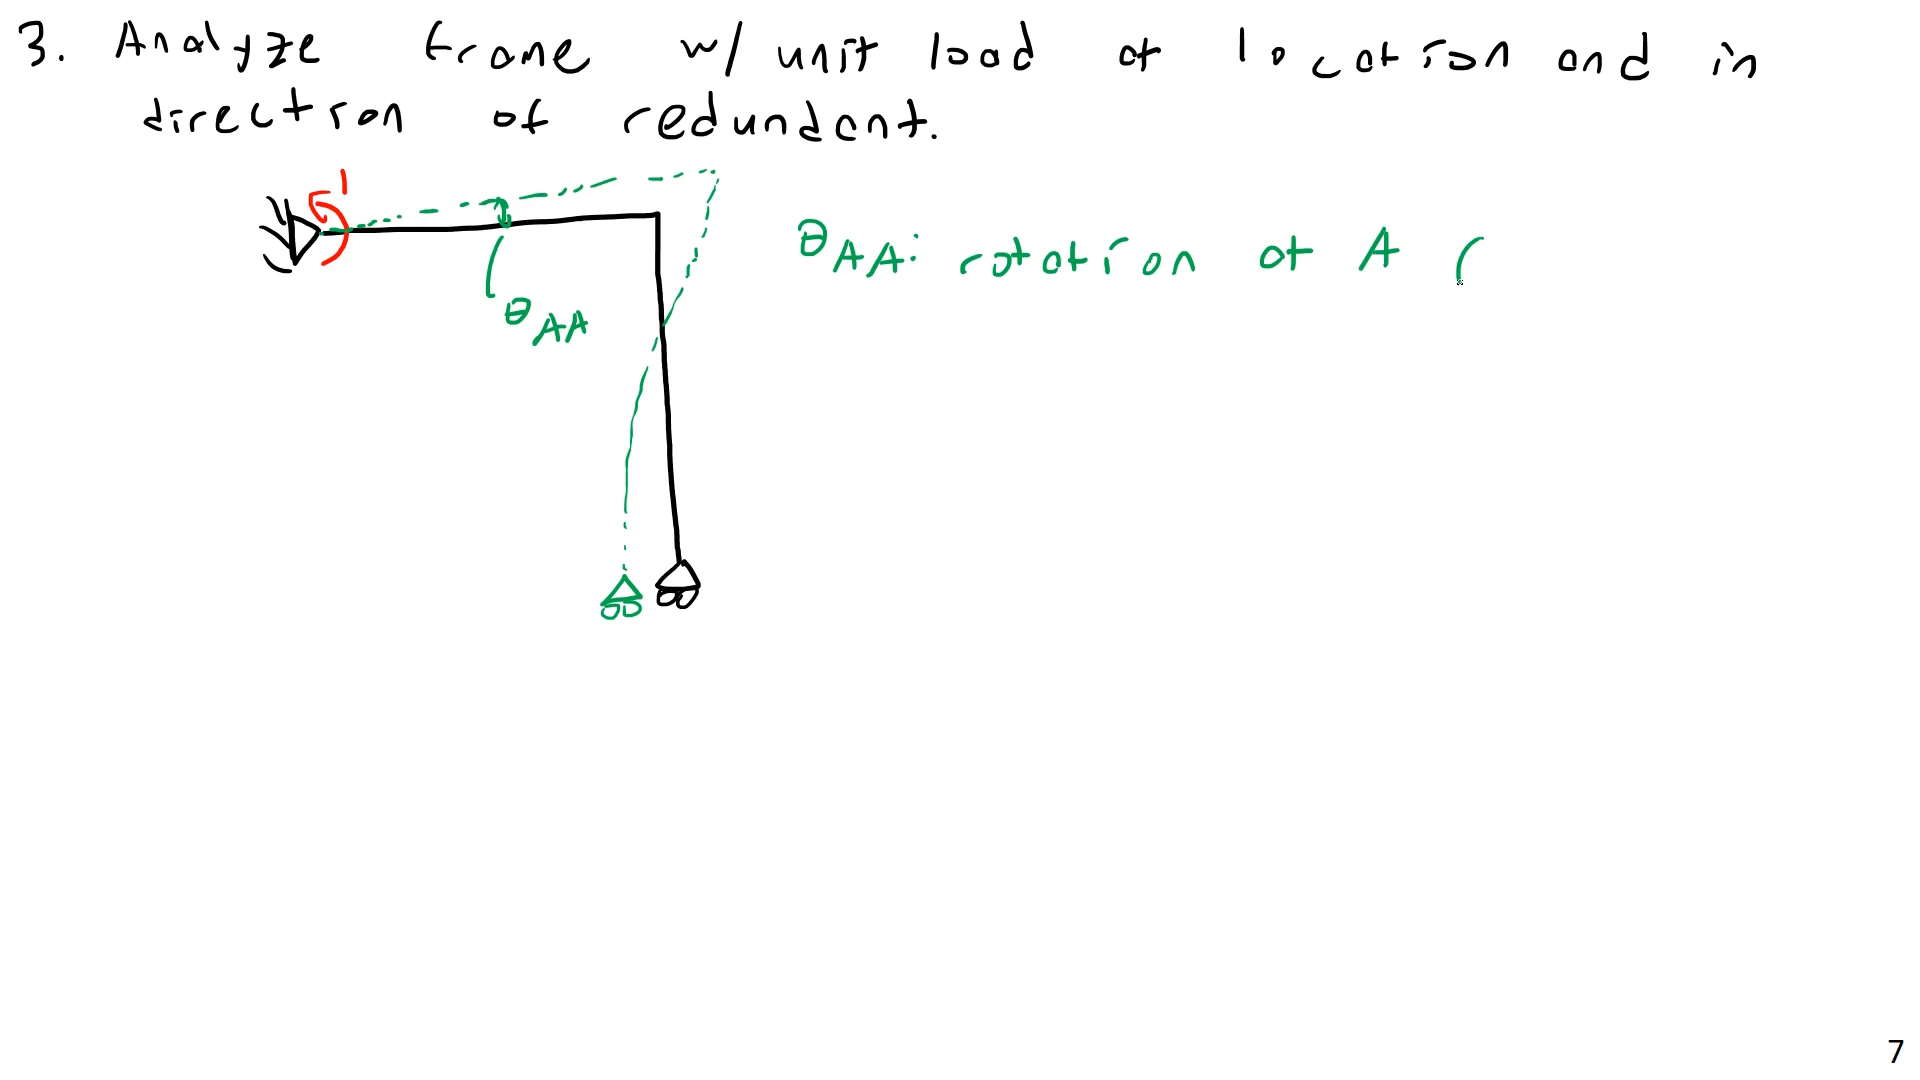 3. Analyze frame w/ unit load at location and in
direction of redundant.
1
θAA: rotation at A (
θAA
7